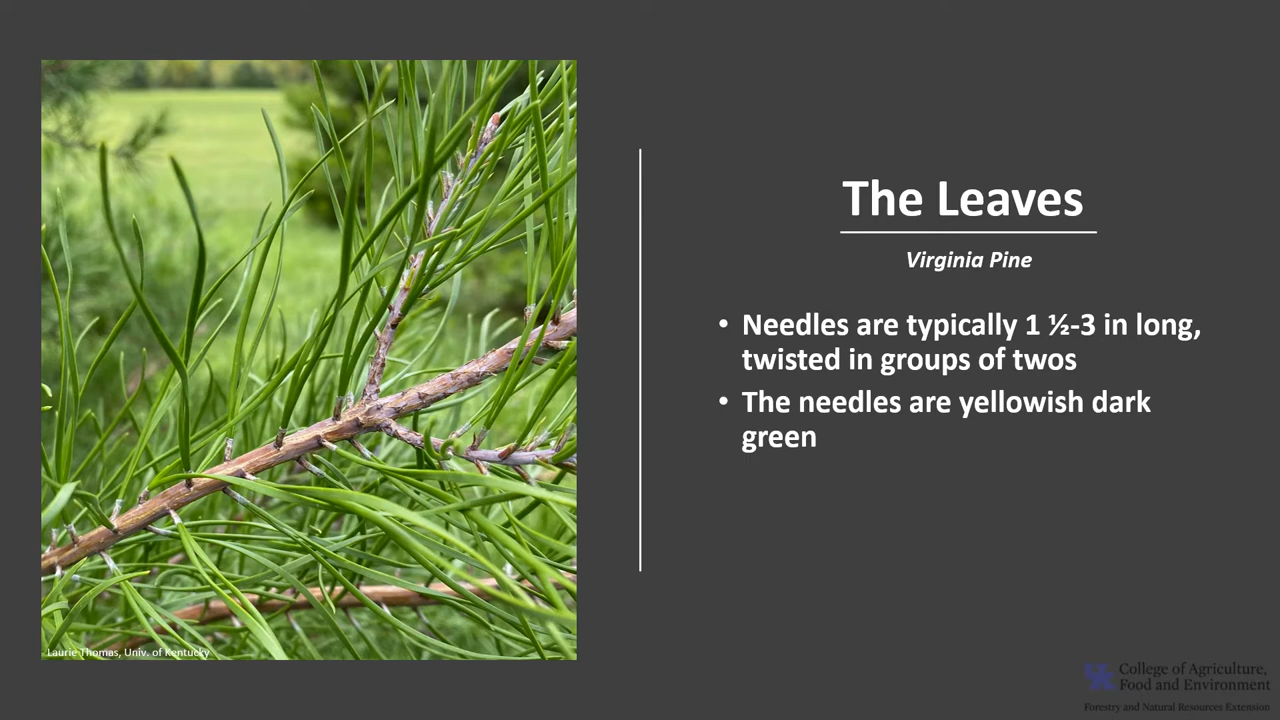 The Leaves
Virginia Pine
• Needles are typically 1 ½-3 in long,
twisted in groups of twos
• The needles are yellowish dark
green
Laurie Thomas, Univ. of Kentucky
UK
College of Agriculture,
Food and Environment
Forestry and Natural Resources Extension